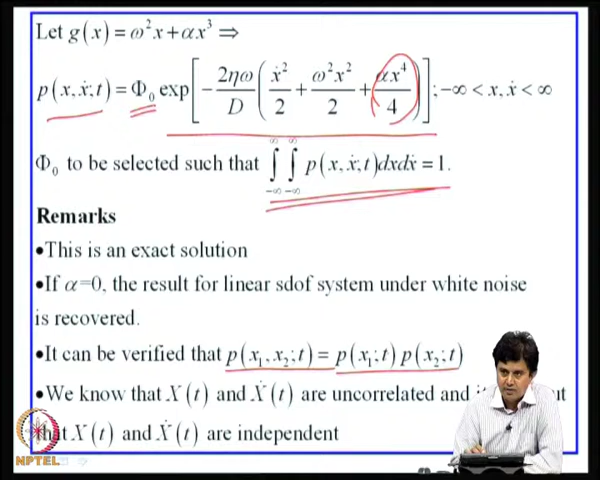 Let g(x) = ω²x + αx³ ⇒
p(x, ẋ; t) = Φ₀ exp[−2ηω/D (ẋ²/2 + ω²x²/2 + αx⁴/4)]; −∞ < x, ẋ < ∞
Φ₀ to be selected such that ∫_{−∞}^{∞} ∫_{−∞}^{∞} p(x, ẋ; t)dxdẋ = 1.
Remarks
•This is an exact solution
•If α=0, the result for linear sdof system under white noise
is recovered.
•It can be verified that p(x₁, x₂; t) = p(x₁; t) p(x₂; t)
•We know that X(t) and Ẋ(t) are uncorrelated and
that X(t) and Ẋ(t) are independent
NPTEL